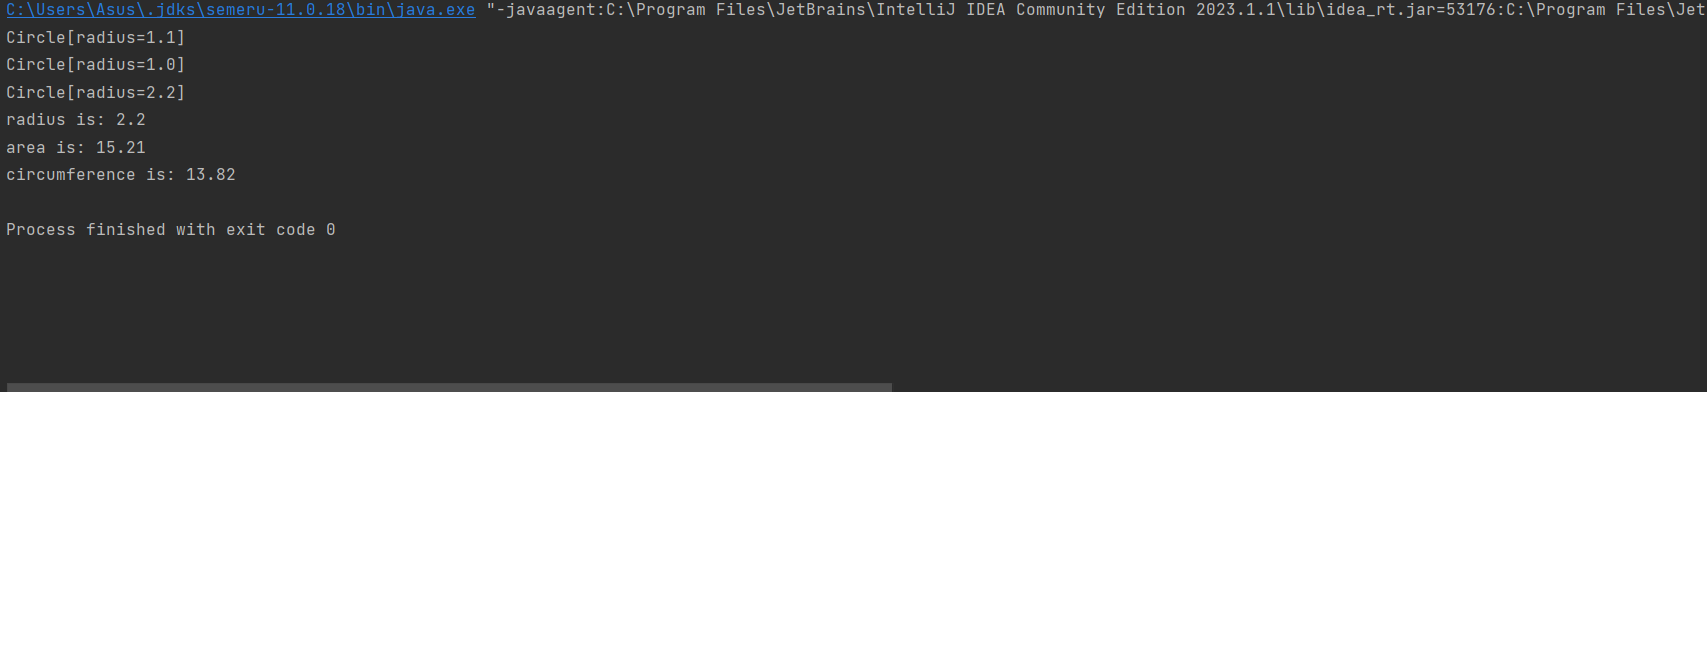 C:\Users\Asus\.jdks\semeru-11.0.18\bin\java.exe "-javaagent:C:\Program Files\JetBrains\IntelliJ IDEA Community Edition 2023.1.1\lib\idea_rt.jar=53176:C:\Program Files\Jet
Circle[radius=1.1]
Circle[radius=1.0]
Circle[radius=2.2]
radius is: 2.2
area is: 15.21
circumference is: 13.82
Process finished with exit code 0